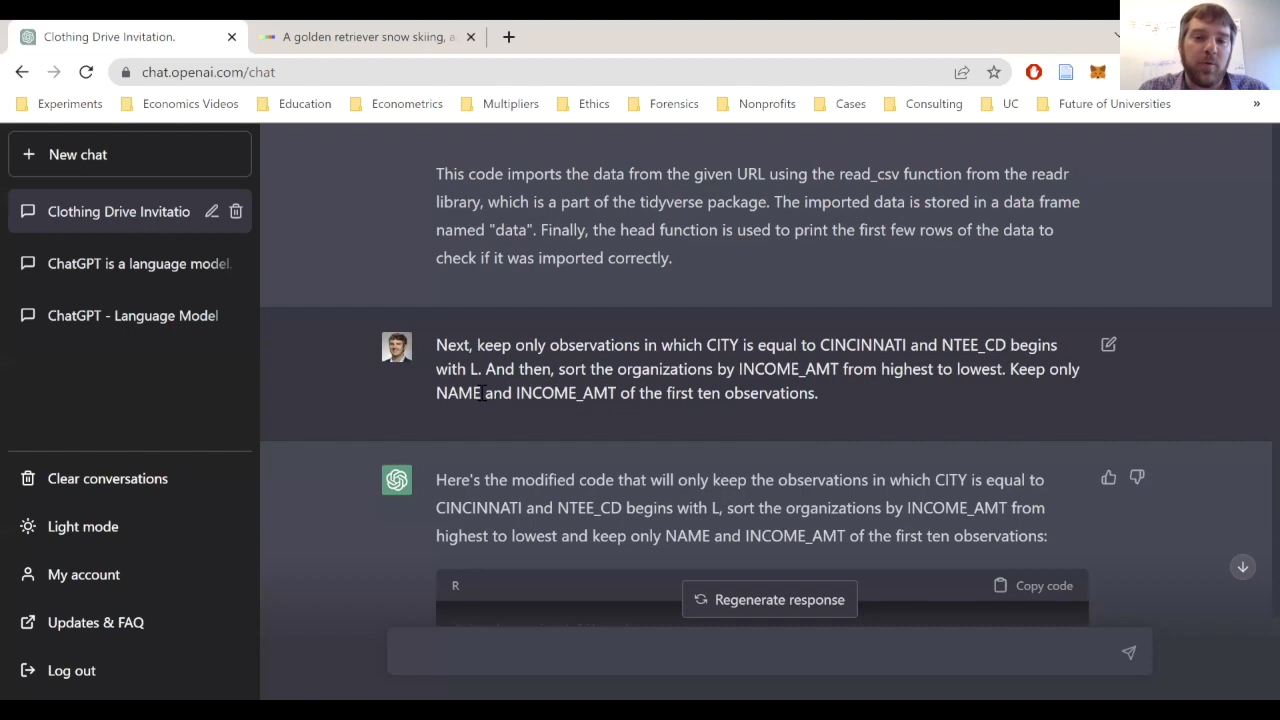 Clothing Drive Invitation.
A golden retriever snow skiing, a
chat.openai.com/chat
Experiments
Economics Videos
Education
Econometrics
Multipliers
Ethics
Forensics
Nonprofits
Cases
Consulting
UC
Future of Universities
»
New chat
Clothing Drive Invitatio
ChatGPT is a language model.
ChatGPT - Language Model
Clear conversations
Light mode
My account
Updates & FAQ
Log out
This code imports the data from the given URL using the read_csv function from the readr
library, which is a part of the tidyverse package. The imported data is stored in a data frame
named "data". Finally, the head function is used to print the first few rows of the data to
check if it was imported correctly.
Next, keep only observations in which CITY is equal to CINCINNATI and NTEE_CD begins
with L. And then, sort the organizations by INCOME_AMT from highest to lowest. Keep only
NAME and INCOME_AMT of the first ten observations.
Here's the modified code that will only keep the observations in which CITY is equal to
CINCINNATI and NTEE_CD begins with L, sort the organizations by INCOME_AMT from
highest to lowest and keep only NAME and INCOME_AMT of the first ten observations:
R
Copy code
Regenerate response